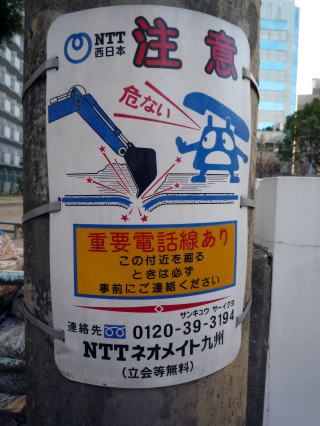 NTT
西日本
注意
危ない
重要電話線あり
この付近を掘る
ときは必ず
事前にご連絡ください
サンキコウ サーイクヨ
連絡先 0120-39-3194
NTTネオメイト九州
(立会等無料)